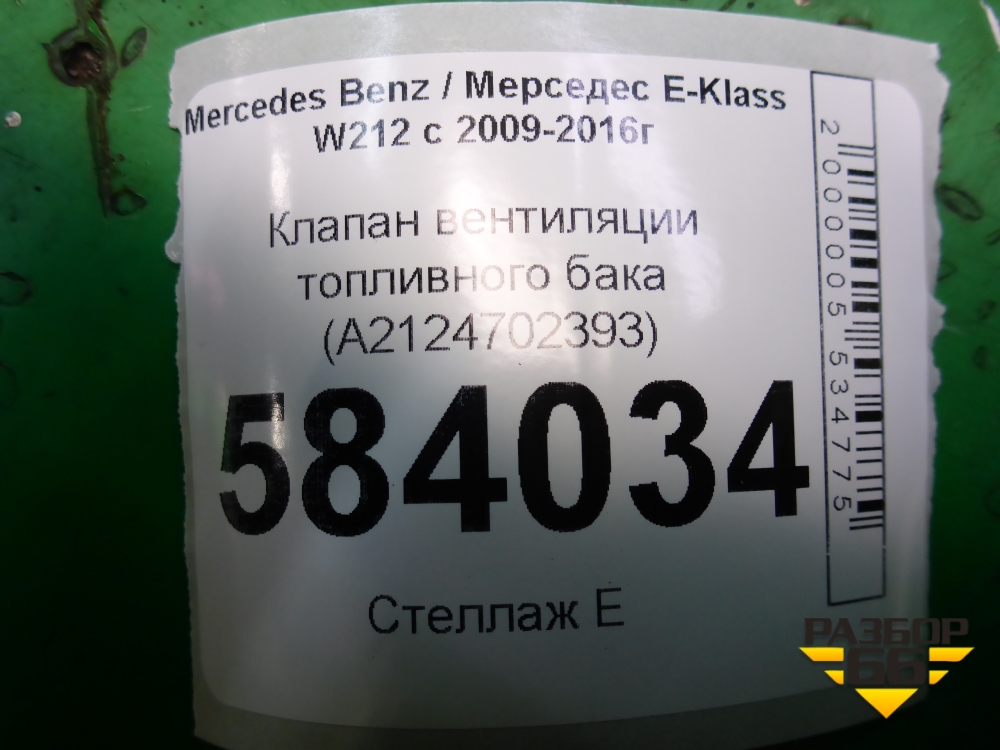 Mercedes Benz / Мерседес E-Klass
W212 с 2009-2016г
Клапан вентиляции
топливного бака
(A2124702393)
584034
Стеллаж Е
2000005534775
РАЗБОР
66